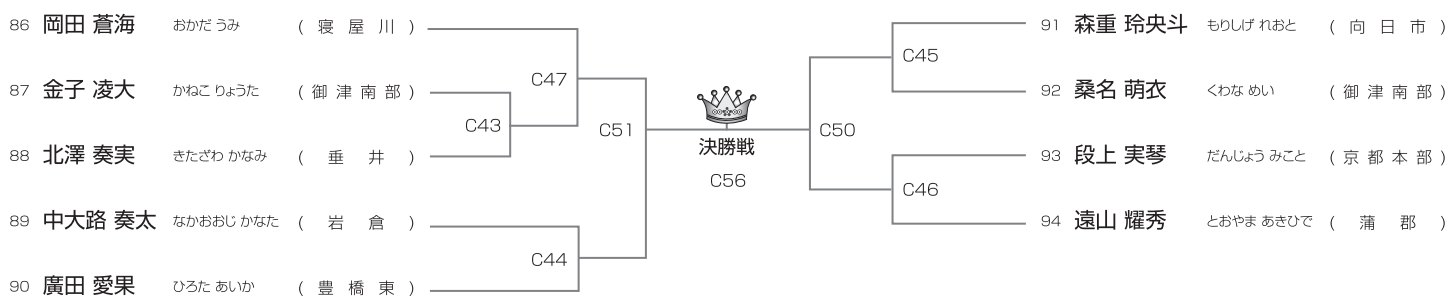 86 岡田 蒼海 おかだ うみ ( 寝 屋 川 )
87 金子 凌大 かねこ りょうた ( 御 津 南 部 )
88 北澤 奏実 きたざわ かなみ ( 垂 井 )
89 中大路 奏太 なかおおじ かなた ( 岩 倉 )
90 廣田 愛果 ひろた あいか ( 豊 橋 東 )
C47
C43
C51
C44
決勝戦
C56
C45
C50
C46
91 森重 玲央斗 もりしげ れおと ( 向 日 市 )
92 桑名 萌衣 くわな めい ( 御 津 南 部 )
93 段上 実琴 だんじょう みこと ( 京 都 本 部 )
94 遠山 耀秀 とおやま あきひで ( 蒲 郡 )